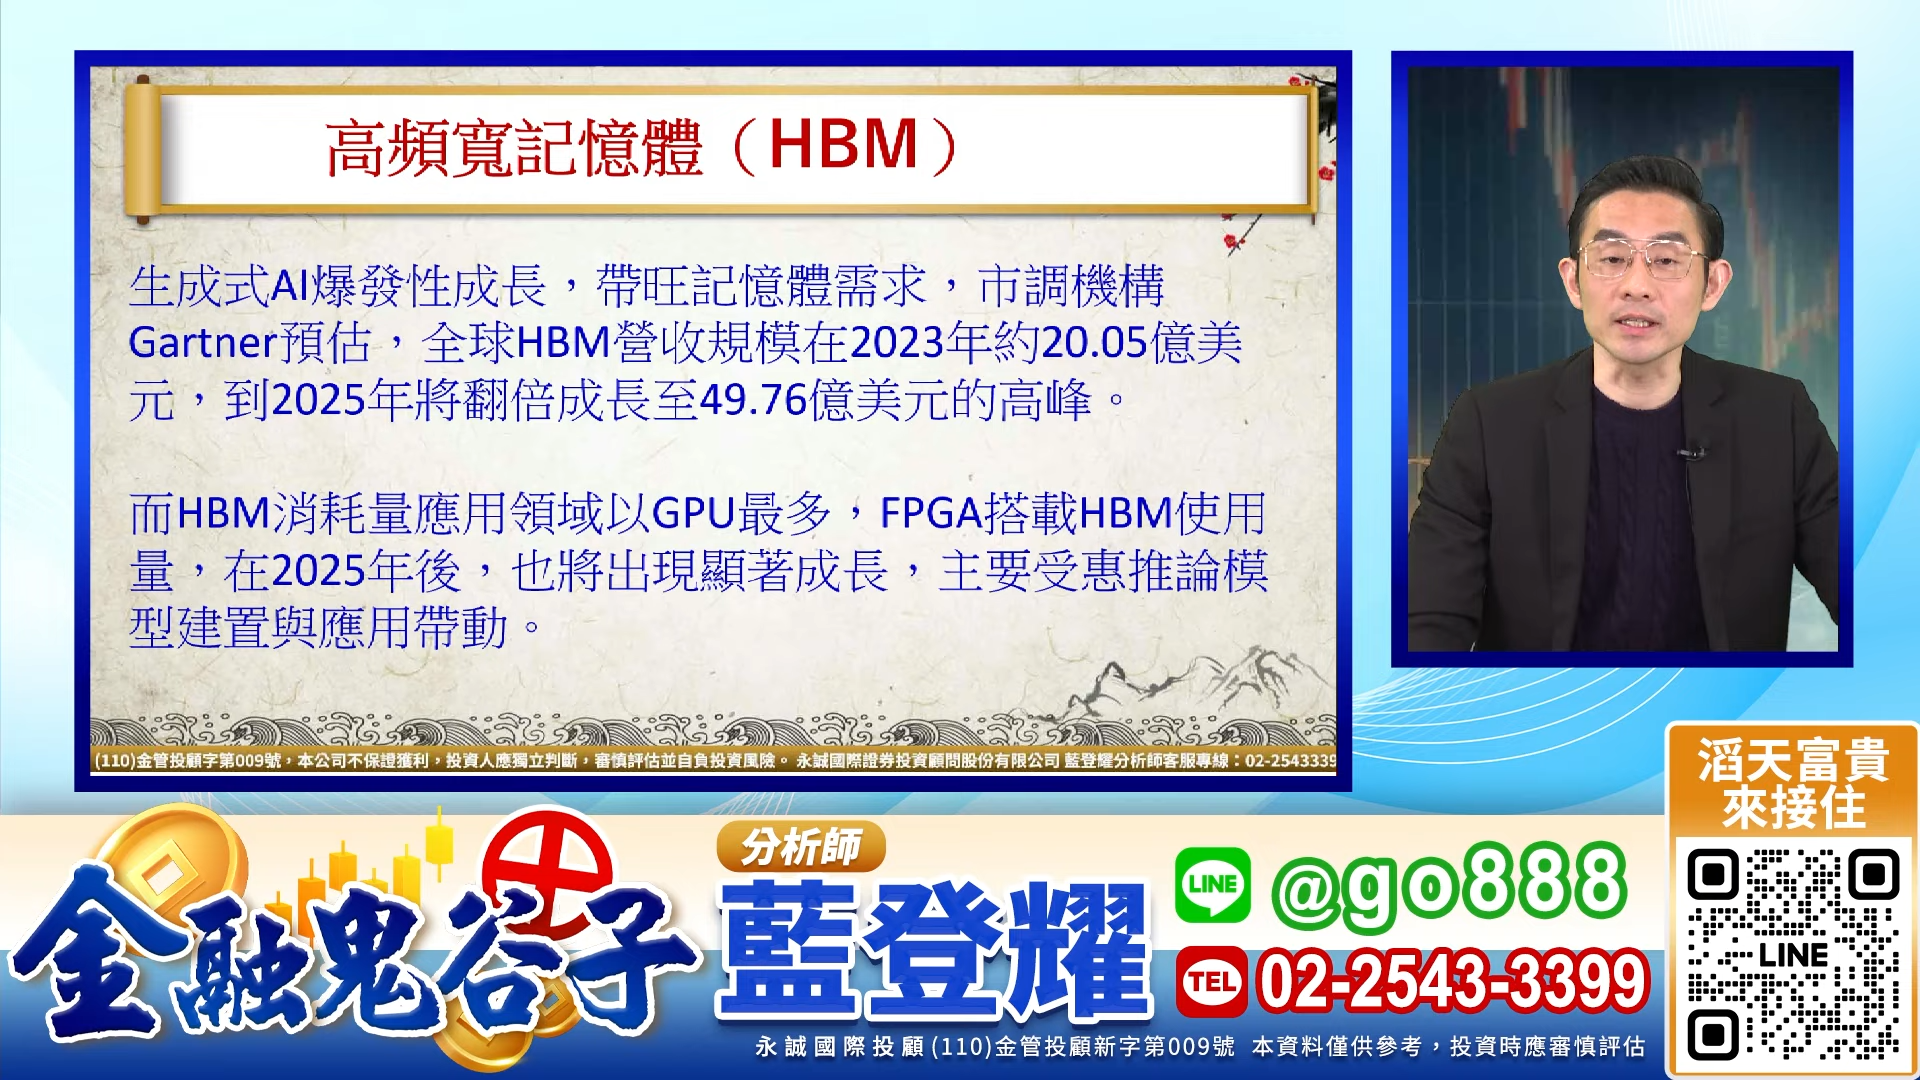 高頻寬記憶體（HBM）
生成式AI爆發性成長，帶旺記憶體需求，市調機構
Gartner預估，全球HBM營收規模在2023年約20.05億美
元，到2025年將翻倍成長至49.76億美元的高峰。
而HBM消耗量應用領域以GPU最多，FPGA搭載HBM使用
量，在2025年後，也將出現顯著成長，主要受惠推論模
型建置與應用帶動。
(110)金管投顧字第009號，本公司不保證獲利，投資人應獨立判斷，審慎評估並自負投資風險。 永誠國際證券投資顧問股份有限公司 藍登耀分析師客服專線：02-2543339
滔天富貴
來接住
LINE
金融鬼谷子
分析師
藍登耀
LINE @go888
TEL 02-2543-3399
永誠國際投顧(110)金管投顧新字第009號 本資料僅供參考，投資時應審慎評估